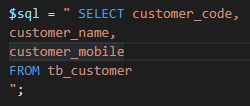 $sql = " SELECT customer_code,
customer_name,
customer_mobile
FROM tb_customer
";